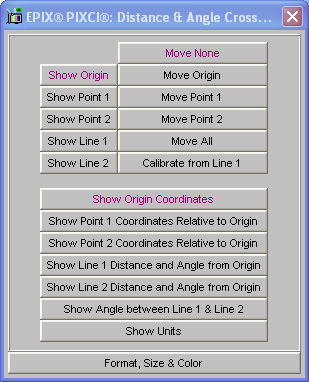 EPIX® PIXCI®: Distance & Angle Cross...
Move None
Show Origin Move Origin
Show Point 1 Move Point 1
Show Point 2 Move Point 2
Show Line 1 Move All
Show Line 2 Calibrate from Line 1
Show Origin Coordinates
Show Point 1 Coordinates Relative to Origin
Show Point 2 Coordinates Relative to Origin
Show Line 1 Distance and Angle from Origin
Show Line 2 Distance and Angle from Origin
Show Angle between Line 1 & Line 2
Show Units
Format, Size & Color